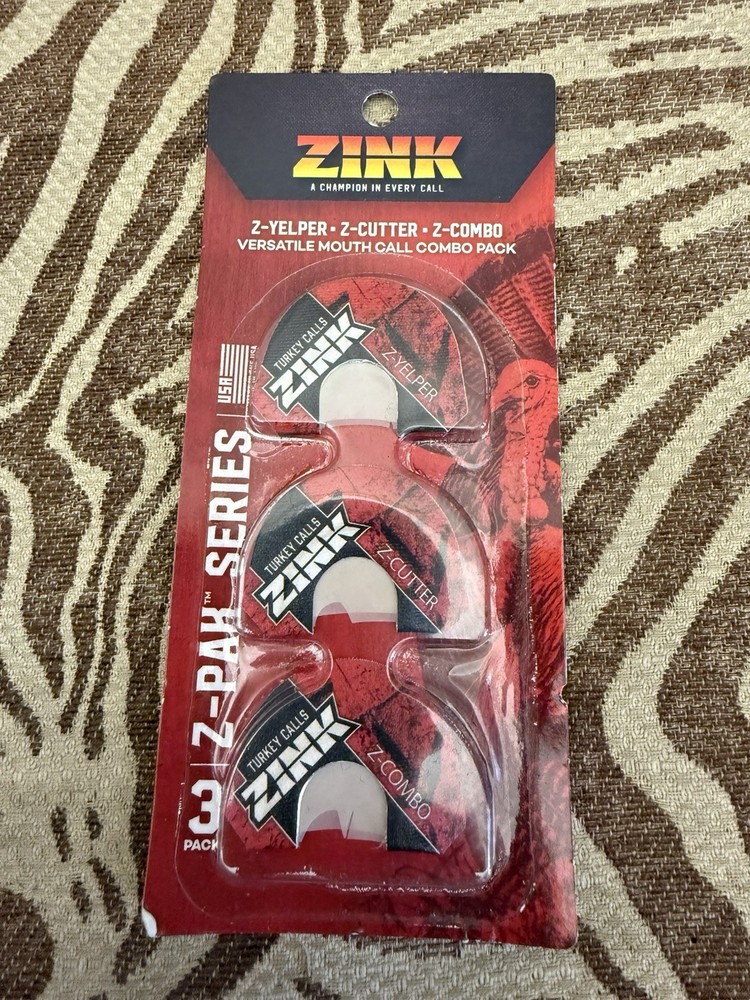 ZINK
A CHAMPION IN EVERY CALL
Z-YELPER • Z-CUTTER • Z-COMBO
VERSATILE MOUTH CALL COMBO PACK
TURKEY CALLS
ZINK
Z-YELPER
TURKEY CALLS
ZINK
Z-CUTTER
TURKEY CALLS
ZINK
Z-COMBO
3 PACK
Z-PAK™ SERIES
USA